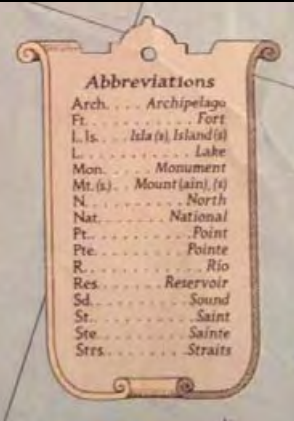 Abbreviations
Arch. . . . Archipelago
Ft. . . . . . . . . . . . Fort
I., Is. . . . Isla (s), Island (s)
L. . . . . . . . . . . . Lake
Mon. . . . . . Monument
Mt. (s.) . . Mount (ain), (s)
N. . . . . . . . . . . North
Nat. . . . . . . . National
Pt. . . . . . . . . . . Point
Pte. . . . . . . . . . Pointe
R. . . . . . . . . . . . . Río
Res. . . . . . . Reservoir
Sd. . . . . . . . . . . Sound
St. . . . . . . . . . . Saint
Ste. . . . . . . . . . Sainte
Strs. . . . . . . . . Straits